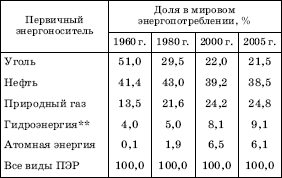 Первичный энергоноситель
Доля в мировом энергопотреблении, %
1960 г. 1980 г. 2000 г. 2005 г.
Уголь 51,0 29,5 22,0 21,5
Нефть 41,4 43,0 39,2 38,5
Природный газ 13,5 21,6 24,2 24,8
Гидроэнергия** 4,0 5,0 8,1 9,1
Атомная энергия 0,1 1,9 6,5 6,1
Все виды ПЭР 100,0 100,0 100,0 100,0